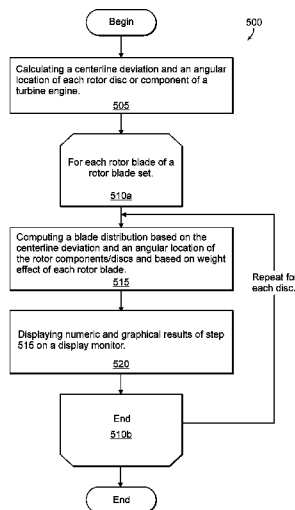 Begin
500
Calculating a centerline deviation and an angular
location of each rotor disc or component of a
turbine engine.
505
For each rotor blade of a
rotor blade set.
510a
Computing a blade distribution based on the
centerline deviation and an angular location of
the rotor components/discs and based on weight
effect of each rotor blade.
515
Repeat for
each disc.
Displaying numeric and graphical results of step
515 on a display monitor.
520
End
510b
End